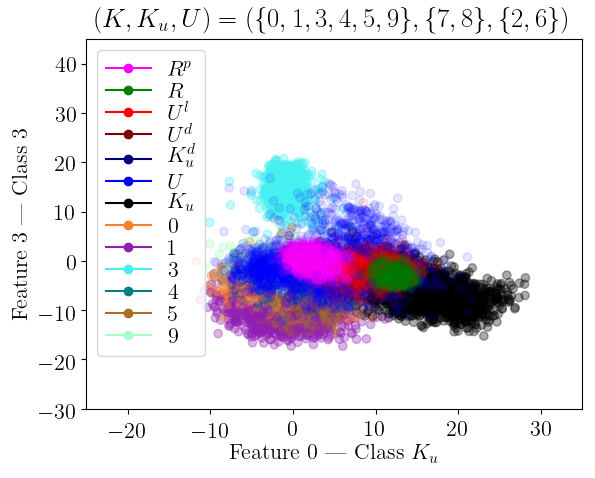 (K, K_u, U) = ({0, 1, 3, 4, 5, 9}, {7, 8}, {2, 6})
Feature 3 — Class 3
40
30
20
10
0
−10
−20
−30
R^p
R
U^l
U^d
K_u^d
U
K_u
0
1
3
4
5
9
−20 −10 0 10 20 30
Feature 0 — Class K_u